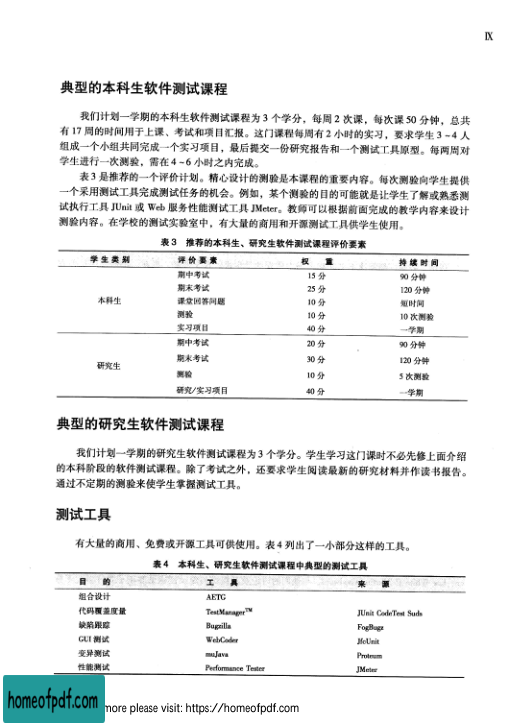 IX
典型的本科生软件测试课程
我们计划一学期的本科生软件测试课程为 3 个学分，每周 2 次课，每次课 50 分钟，总共
有 17 周的时间用于上课、考试和项目汇报。这门课程每周有 2 小时的实习，要求学生 3 ~ 4 人
组成一个小组共同完成一个实习项目，最后提交一份研究报告和一个测试工具原型。每两周对
学生进行一次测验，需在 4 ~ 6 小时之内完成。
表 3 是推荐的一个评价计划。精心设计的测验是本课程的重要内容。每次测验向学生提供
一个采用测试工具完成测试任务的机会。例如，某个测验的目的可能就是让学生了解或熟悉测
试执行工具 JUnit 或 Web 服务性能测试工具 JMeter。教师可以根据前面完成的教学内容来设计
测验内容。在学校的测试实验室中，有大量的商用和开源测试工具供学生使用。
表 3 推荐的本科生、研究生软件测试课程评价要素
学 生 类 别 评 价 要 素 权 重 持 续 时 间
期中考试 15 分 90 分钟
期末考试 25 分 120 分钟
本科生 课堂回答问题 10 分 短时间
测验 10 分 10 次测验
实习项目 40 分 一学期
期中考试 20 分 90 分钟
期末考试 30 分 120 分钟
研究生
测验 10 分 5 次测验
研究/实习项目 40 分 一学期
典型的研究生软件测试课程
我们计划一学期的研究生软件测试课程为 3 个学分。学生学习这门课时不必先修上面介绍
的本科阶段的软件测试课程。除了考试之外，还要求学生阅读最新的研究材料并作读书报告。
通过不定期的测验来使学生掌握测试工具。
测试工具
有大量的商用、免费或开源工具可供使用。表 4 列出了一小部分这样的工具。
表 4 本科生、研究生软件测试课程中典型的测试工具
目 的 工 具 来 源
组合设计 AETG
代码覆盖度量 TestManager™ JUnit CodeTest Suds
缺陷跟踪 Bugzilla FogBugz
GUI 测试 WebCoder JfcUnit
变异测试 muJava Proteum
性能测试 Performance Tester JMeter
homeofpdf.com
more please visit: https://homeofpdf.com